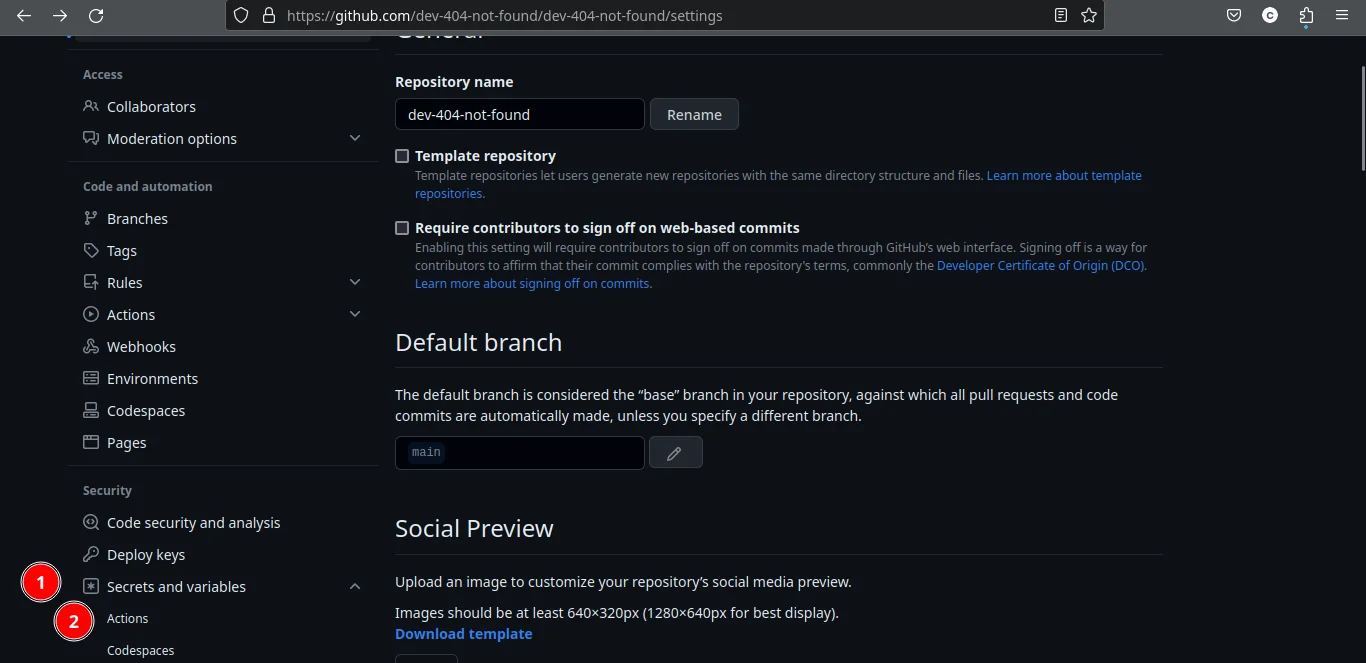 https://github.com/dev-404-not-found/dev-404-not-found/settings
C
General
Access
Collaborators
Moderation options
Code and automation
Branches
Tags
Rules
Actions
Webhooks
Environments
Codespaces
Pages
Security
Code security and analysis
Deploy keys
1
Secrets and variables
2
Actions
Codespaces
Repository name
dev-404-not-found
Rename
Template repository
Template repositories let users generate new repositories with the same directory structure and files. Learn more about template
repositories.
Require contributors to sign off on web-based commits
Enabling this setting will require contributors to sign off on commits made through GitHub's web interface. Signing off is a way for
contributors to affirm that their commit complies with the repository's terms, commonly the Developer Certificate of Origin (DCO).
Learn more about signing off on commits.
Default branch
The default branch is considered the “base” branch in your repository, against which all pull requests and code
commits are automatically made, unless you specify a different branch.
main
Social Preview
Upload an image to customize your repository’s social media preview.
Images should be at least 640×320px (1280×640px for best display).
Download template